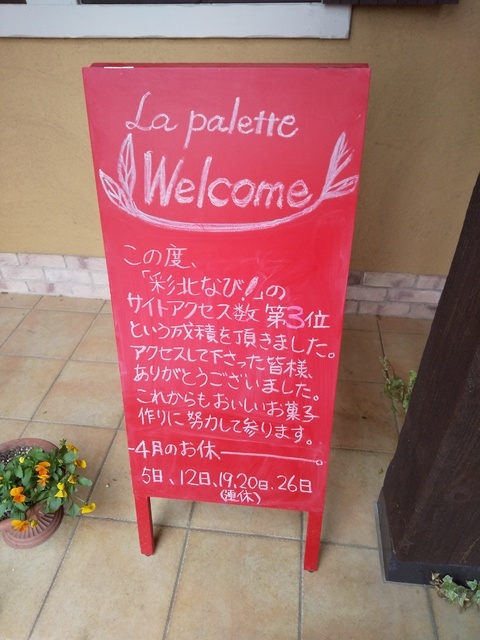 La palette
Welcome
この度、
「彩北なび!」の
サイトアクセス数 第3位
という成積を頂きました。
アクセスして下さった皆様、
ありがとうございました。
これからもおいしいお菓子
作りに努力して参ります。
4月のお休
5日、12日、19、20日、26日
(連休)